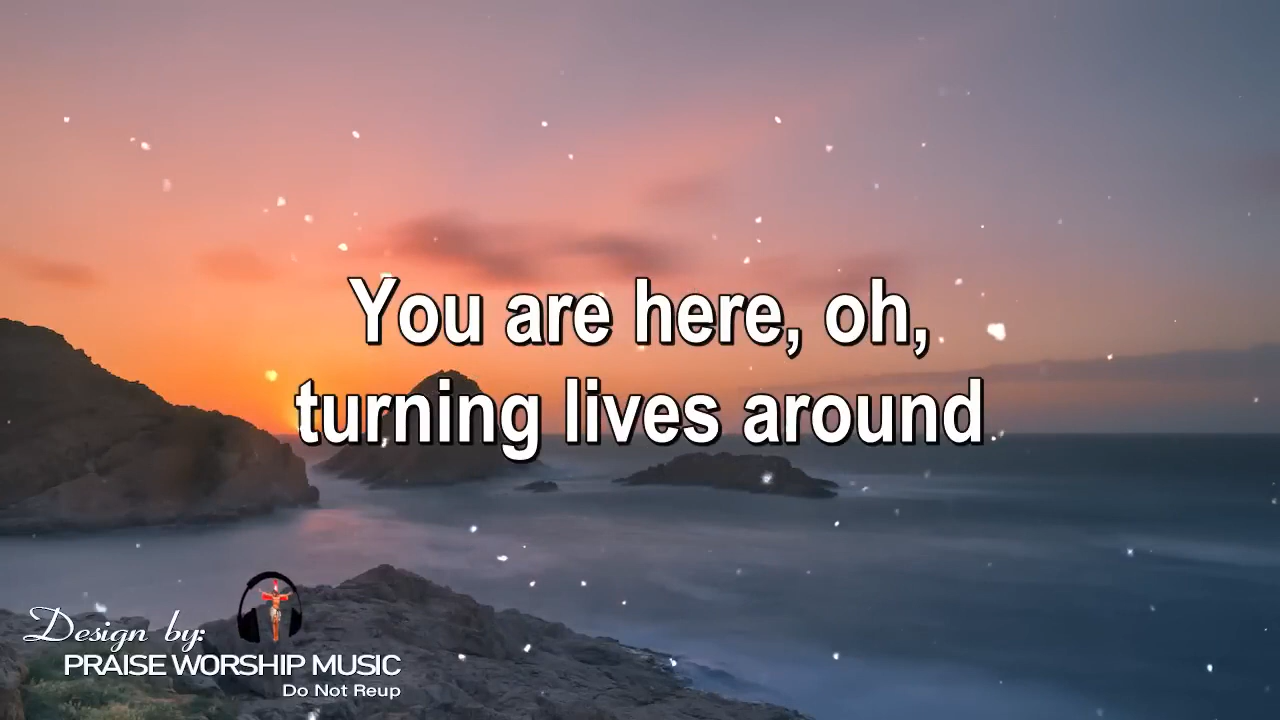 You are here, oh,
turning lives around
Design by:
PRAISE WORSHIP MUSIC
Do Not Reup